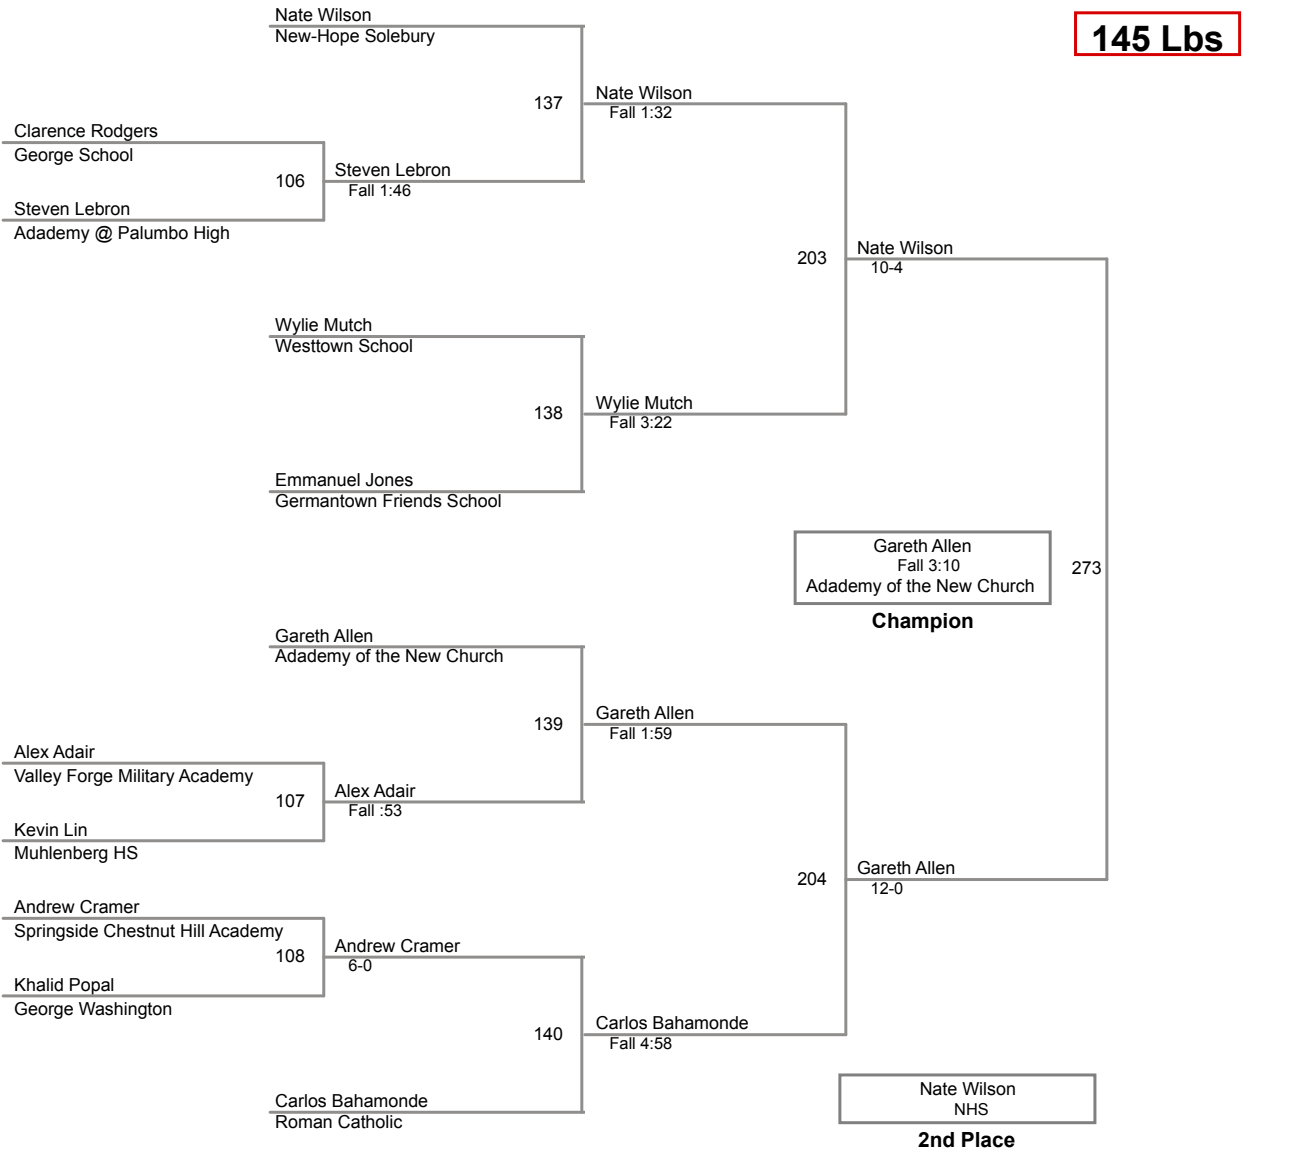 Nate Wilson
New-Hope Solebury
145 Lbs
137
Nate Wilson
Fall 1:32
Clarence Rodgers
George School
106
Steven Lebron
Fall 1:46
Steven Lebron
Adademy @ Palumbo High
203
Nate Wilson
10-4
Wylie Mutch
Westtown School
138
Wylie Mutch
Fall 3:22
Emmanuel Jones
Germantown Friends School
Gareth Allen
Fall 3:10
Adademy of the New Church
273
Champion
Gareth Allen
Adademy of the New Church
139
Gareth Allen
Fall 1:59
Alex Adair
Valley Forge Military Academy
107
Alex Adair
Fall :53
Kevin Lin
Muhlenberg HS
204
Gareth Allen
12-0
Andrew Cramer
Springside Chestnut Hill Academy
108
Andrew Cramer
6-0
Khalid Popal
George Washington
140
Carlos Bahamonde
Fall 4:58
Carlos Bahamonde
Roman Catholic
Nate Wilson
NHS
2nd Place